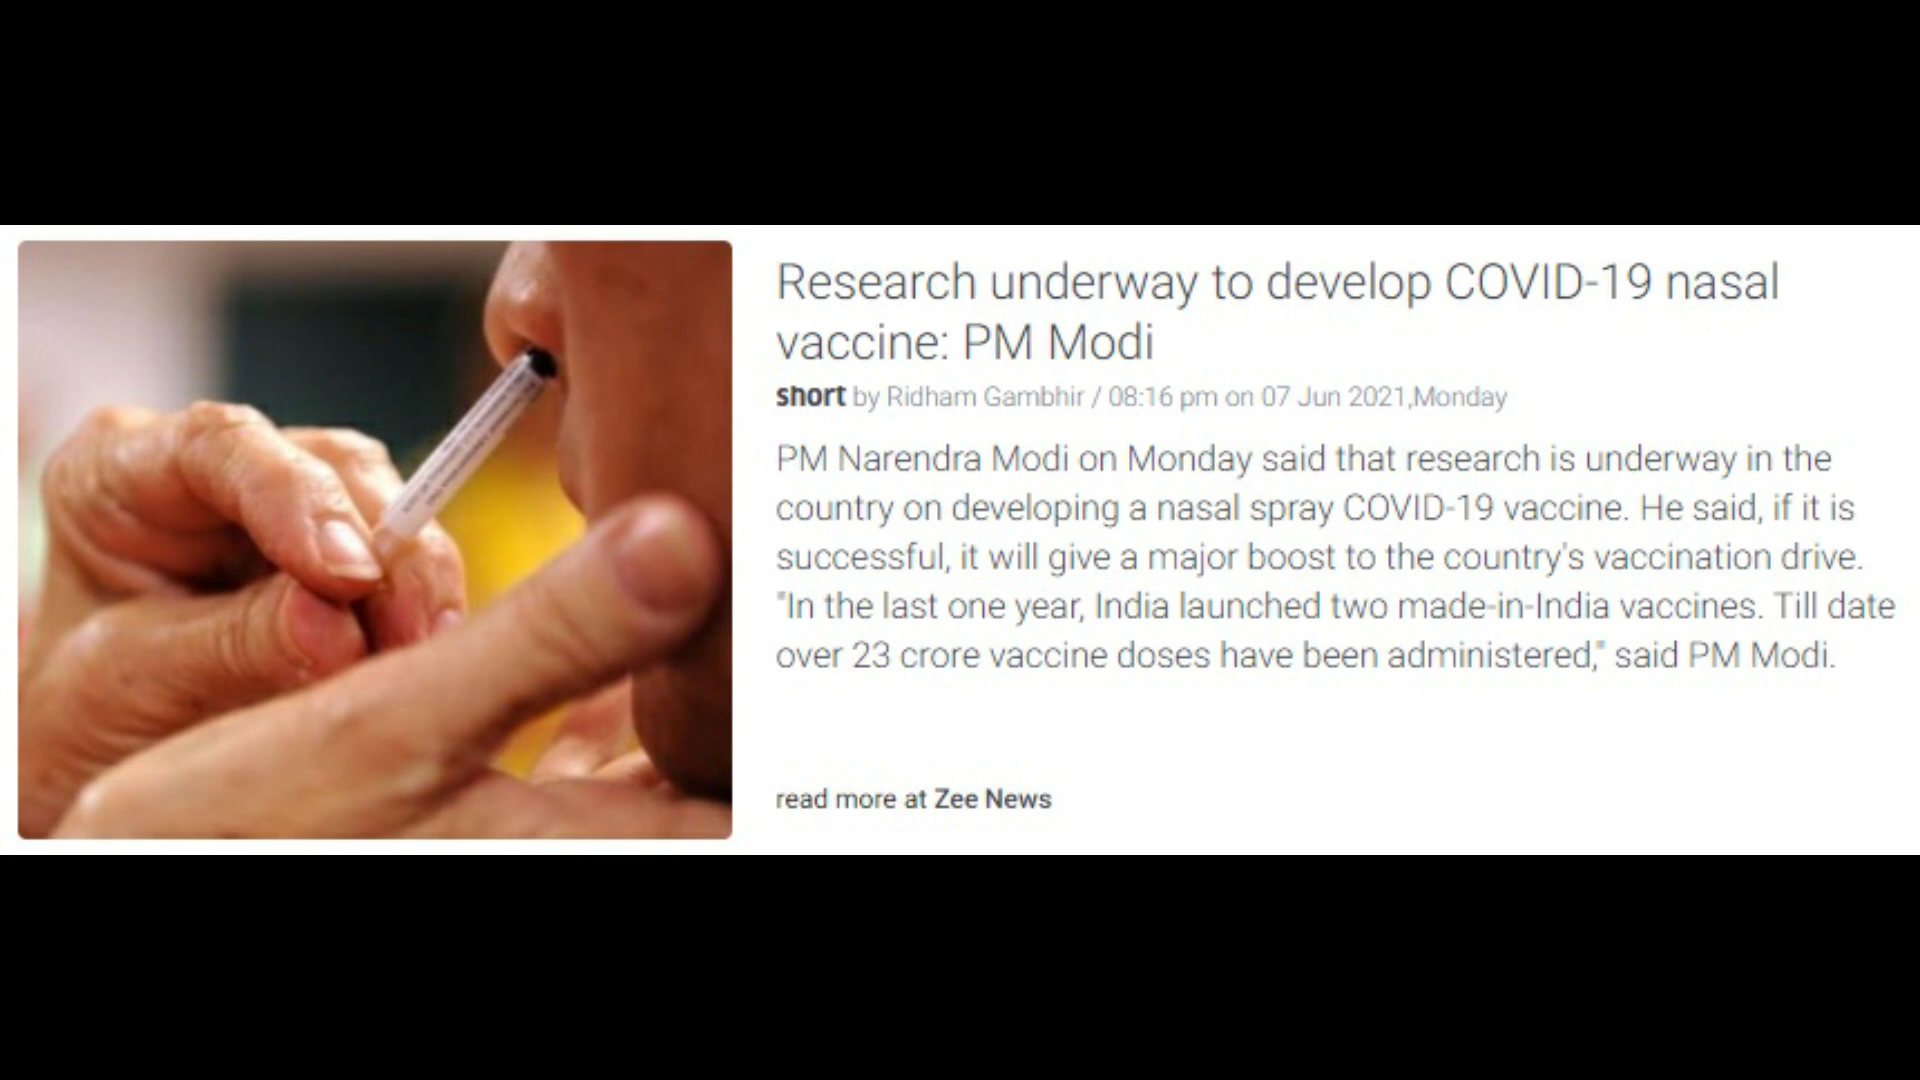 Research underway to develop COVID-19 nasal
vaccine: PM Modi
short by Ridham Gambhir / 08:16 pm on 07 Jun 2021,Monday
PM Narendra Modi on Monday said that research is underway in the
country on developing a nasal spray COVID-19 vaccine. He said, if it is
successful, it will give a major boost to the country's vaccination drive.
"In the last one year, India launched two made-in-India vaccines. Till date
over 23 crore vaccine doses have been administered," said PM Modi.
read more at Zee News